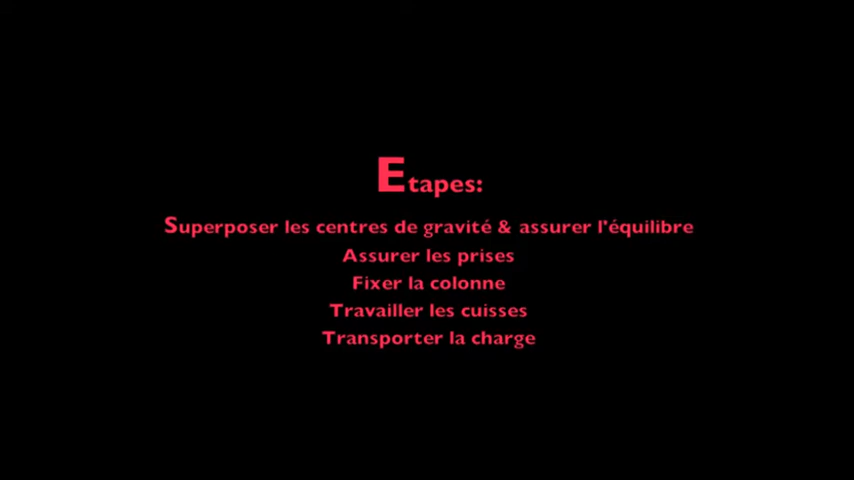 Etapes:
Superposer les centres de gravité & assurer l'équilibre
Assurer les prises
Fixer la colonne
Travailler les cuisses
Transporter la charge